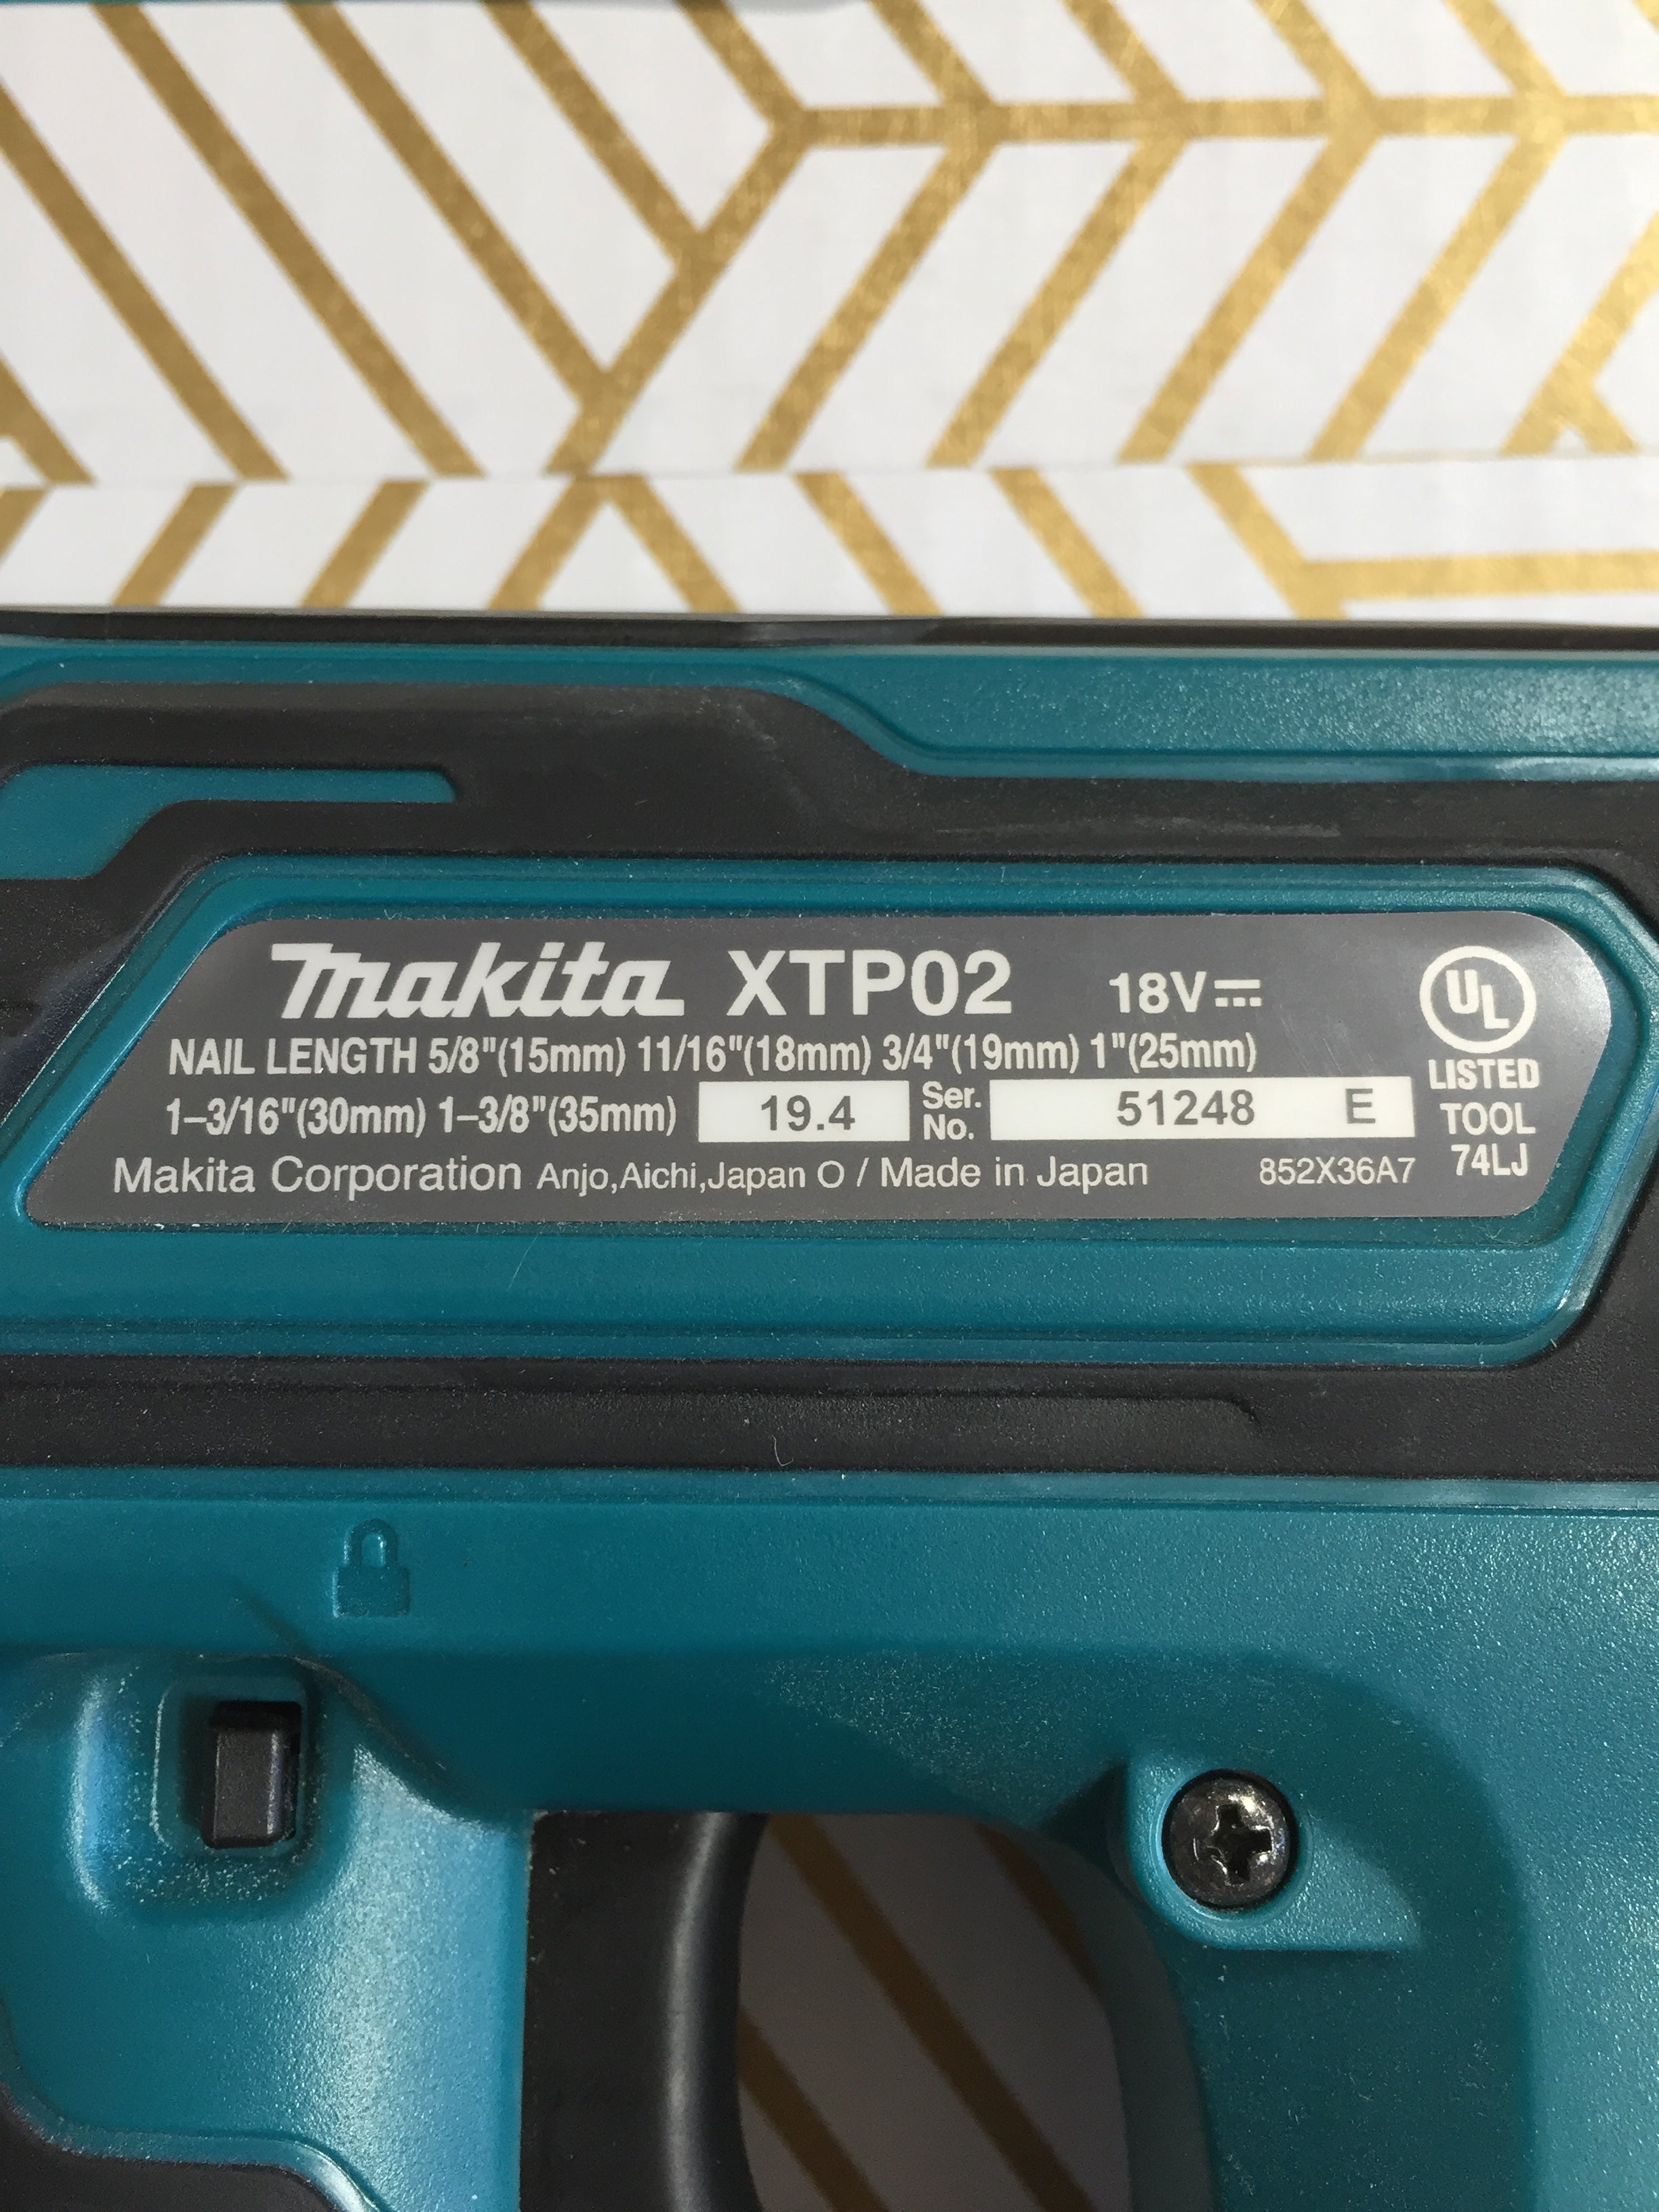 makita XTP02 18V⎓
NAIL LENGTH 5/8"(15mm) 11/16"(18mm) 3/4"(19mm) 1"(25mm)
1–3/16"(30mm) 1–3/8"(35mm) 19.4 Ser. No. 51248 E
Makita Corporation Anjo,Aichi,Japan O / Made in Japan 852X36A7
UL
LISTED
TOOL
74LJ